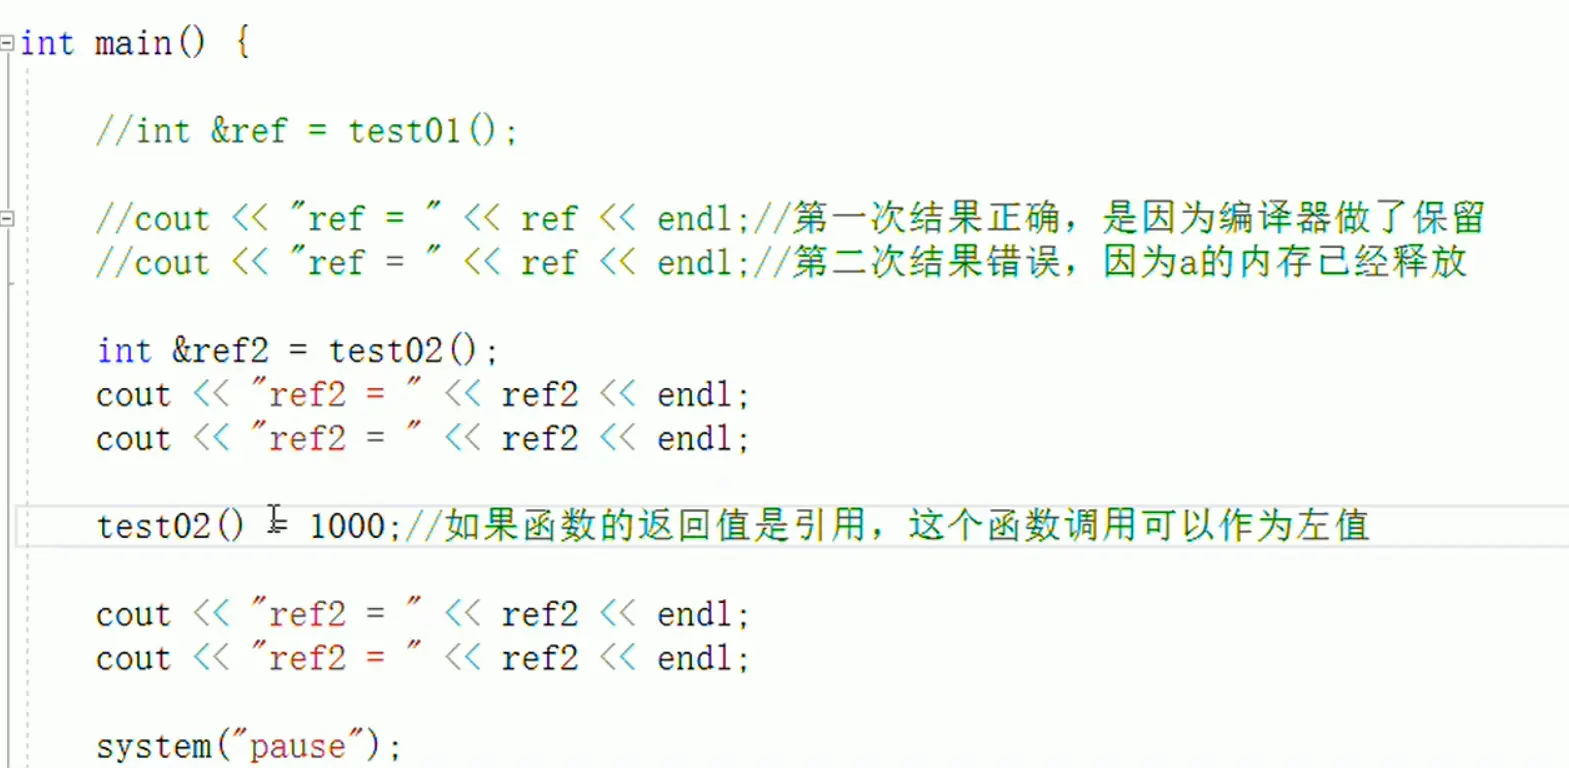 int main() {
//int &ref = test01();
//cout << "ref = " << ref << endl;//第一次结果正确，是因为编译器做了保留
//cout << "ref = " << ref << endl;//第二次结果错误，因为a的内存已经释放
int &ref2 = test02();
cout << "ref2 = " << ref2 << endl;
cout << "ref2 = " << ref2 << endl;
test02() = 1000;//如果函数的返回值是引用，这个函数调用可以作为左值
cout << "ref2 = " << ref2 << endl;
cout << "ref2 = " << ref2 << endl;
system("pause");